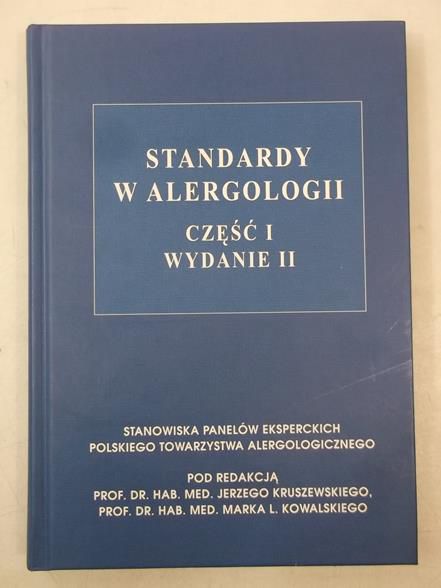 STANDARDY
W ALERGOLOGII
CZĘŚĆ I
WYDANIE II
STANOWISKA PANELÓW EKSPERCKICH
POLSKIEGO TOWARZYSTWA ALERGOLOGICZNEGO
POD REDAKCJĄ
PROF. DR. HAB. MED. JERZEGO KRUSZEWSKIEGO,
PROF. DR. HAB. MED. MARKA L. KOWALSKIEGO